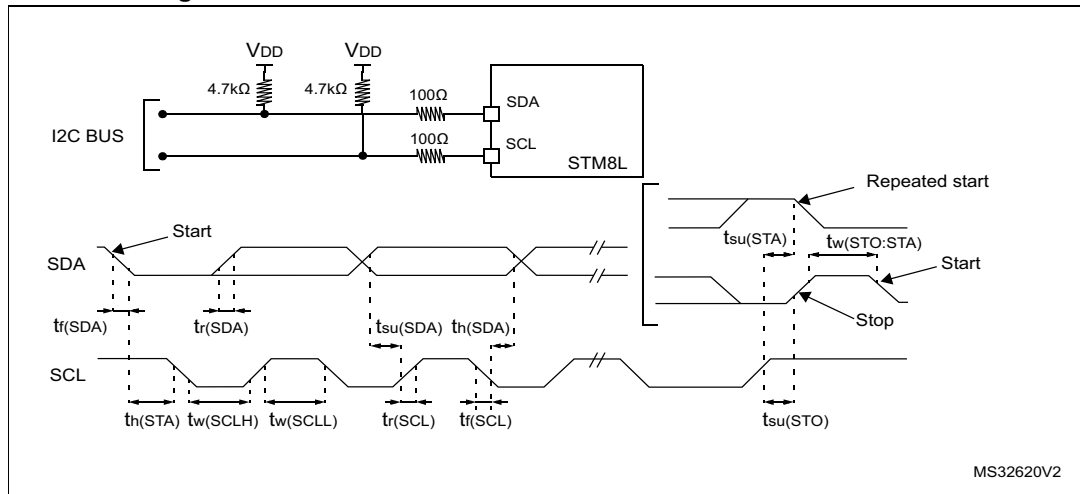 VDD VDD
4.7kΩ 4.7kΩ 100Ω
SDA
I2C BUS
100Ω
SCL
STM8L
Repeated start
Start
tsu(STA) tw(STO:STA)
SDA
Start
Stop
tf(SDA) tr(SDA) tsu(SDA) th(SDA)
SCL
th(STA) tw(SCLH) tw(SCLL) tr(SCL) tf(SCL) tsu(STO)
MS32620V2